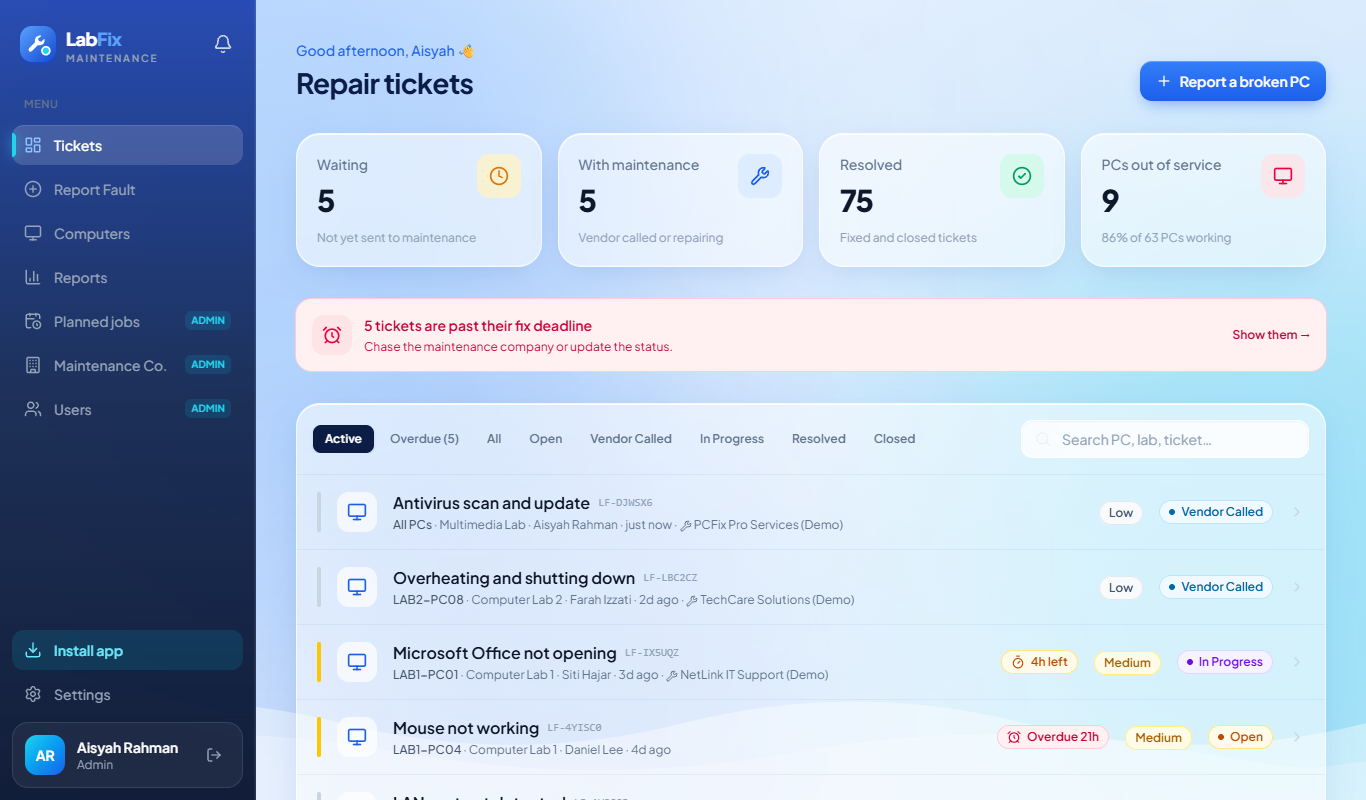 LabFix
MAINTENANCE
MENU
Tickets
Report Fault
Computers
Reports
Planned jobs ADMIN
Maintenance Co. ADMIN
Users ADMIN
Install app
Settings
AR
Aisyah Rahman
Admin
Good afternoon, Aisyah 👋
Repair tickets
+ Report a broken PC
Waiting
5
Not yet sent to maintenance
With maintenance
5
Vendor called or repairing
Resolved
75
Fixed and closed tickets
PCs out of service
9
86% of 63 PCs working
5 tickets are past their fix deadline
Chase the maintenance company or update the status.
Show them →
Active Overdue (5) All Open Vendor Called In Progress Resolved Closed Search PC, lab, ticket...
Antivirus scan and update LF-DJWSX6
All PCs · Multimedia Lab · Aisyah Rahman · just now · PCFix Pro Services (Demo)
Low Vendor Called
Overheating and shutting down LF-LBC2CZ
LAB2-PC08 · Computer Lab 2 · Farah Izzati · 2d ago · TechCare Solutions (Demo)
Low Vendor Called
Microsoft Office not opening LF-IX5UQZ
LAB1-PC01 · Computer Lab 1 · Siti Hajar · 3d ago · NetLink IT Support (Demo)
4h left Medium In Progress
Mouse not working LF-4YISC0
LAB1-PC04 · Computer Lab 1 · Daniel Lee · 4d ago
Overdue 21h Medium Open